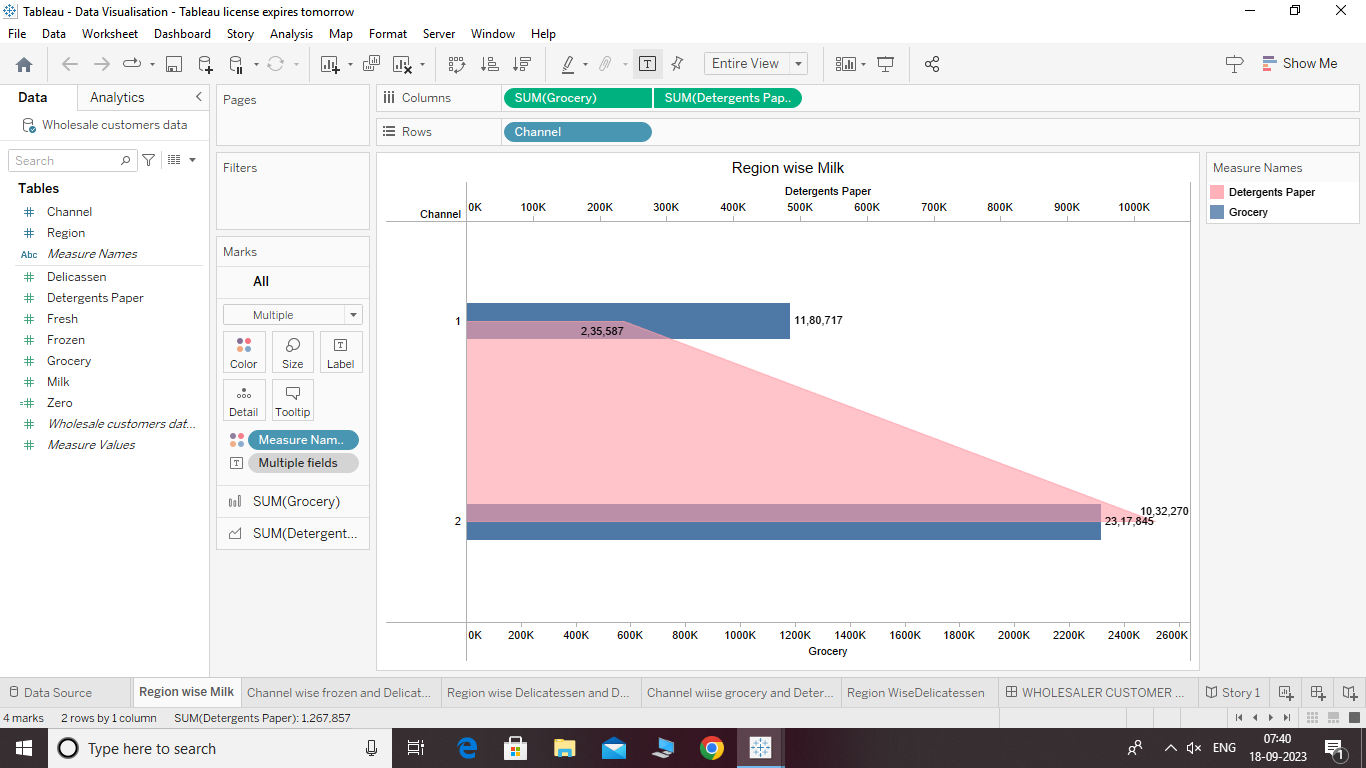 Tableau - Data Visualisation - Tableau license expires tomorrow
File Data Worksheet Dashboard Story Analysis Map Format Server Window Help
Entire View
Show Me
Data Analytics
Wholesale customers data
Search
Tables
Channel
Region
Abc Measure Names
Delicassen
Detergents Paper
Fresh
Frozen
Grocery
Milk
Zero
Wholesale customers dat...
Measure Values
Pages
Filters
Marks
All
Multiple
Color Size Label
Detail Tooltip
Measure Nam..
Multiple fields
SUM(Grocery)
SUM(Detergent...
Columns SUM(Grocery) SUM(Detergents Pap..
Rows Channel
Region wise Milk
Detergents Paper
Channel 0K 100K 200K 300K 400K 500K 600K 700K 800K 900K 1000K
1 11,80,717
2,35,587
10,32,270
2 23,17,845
0K 200K 400K 600K 800K 1000K 1200K 1400K 1600K 1800K 2000K 2200K 2400K 2600K
Grocery
Measure Names
Detergents Paper
Grocery
Data Source Region wise Milk Channel wise frozen and Delicat... Region wise Delicatessen and D... Channel wiise grocery and Deter... Region WiseDelicatessen WHOLESALER CUSTOMER ... Story 1
4 marks 2 rows by 1 column SUM(Detergents Paper): 1,267,857
Type here to search
ENG
07:40
18-09-2023
1